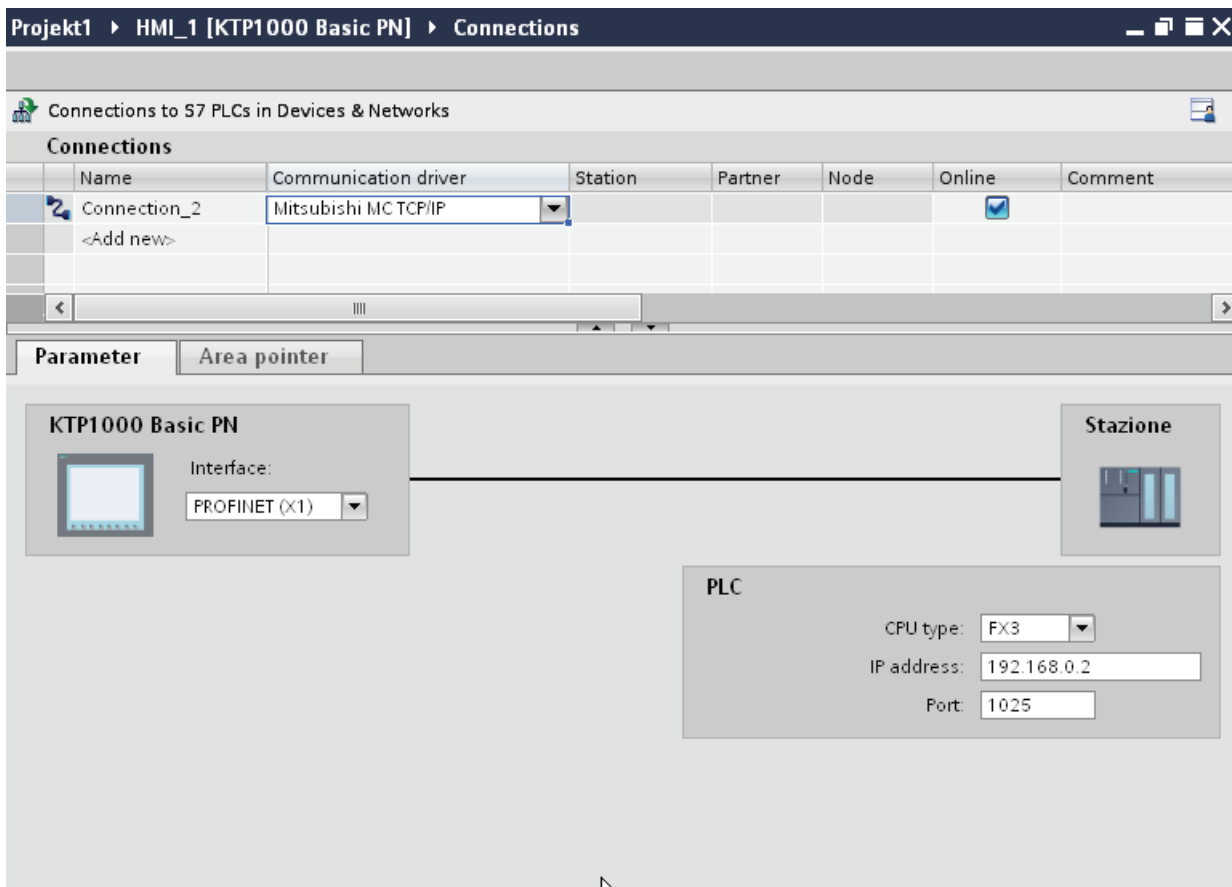 Projekt1 HMI_1 [KTP1000 Basic PN] Connections
Connections to S7 PLCs in Devices & Networks
Connections
Name Communication driver Station Partner Node Online Comment
Connection_2 Mitsubishi MC TCP/IP
<Add new>
Parameter Area pointer
KTP1000 Basic PN
Interface:
PROFINET (X1)
Stazione
PLC
CPU type: FX3
IP address: 192.168.0.2
Port: 1025